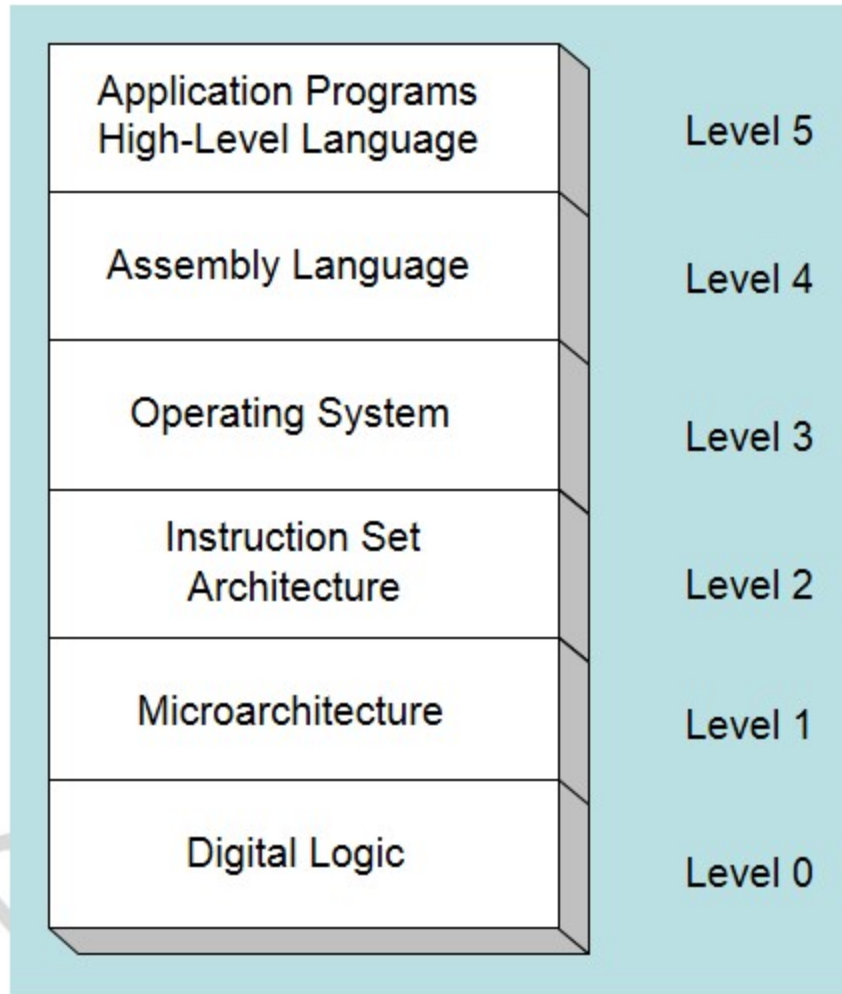 Application Programs
High-Level Language
Level 5
Assembly Language
Level 4
Operating System
Level 3
Instruction Set
Architecture
Level 2
Microarchitecture
Level 1
Digital Logic
Level 0